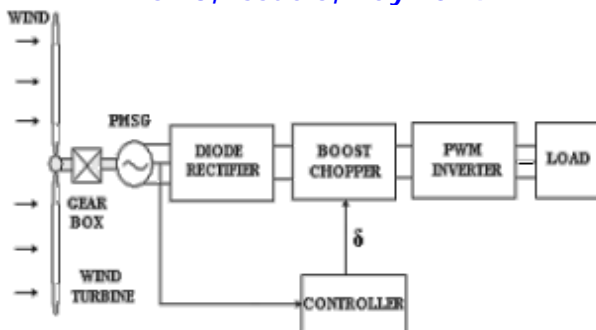 WIND
PMSG
DIODE
RECTIFIER
BOOST
CHOPPER
PWM
INVERTER
LOAD
GEAR
BOX
δ
WIND
TURBINE
CONTROLLER